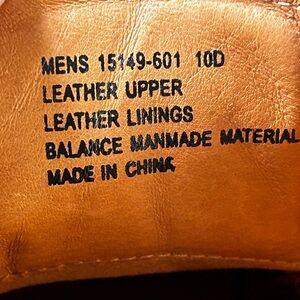 MENS 15149-601 10D
LEATHER UPPER
LEATHER LININGS
BALANCE MANMADE MATERIAL
MADE IN CHINA